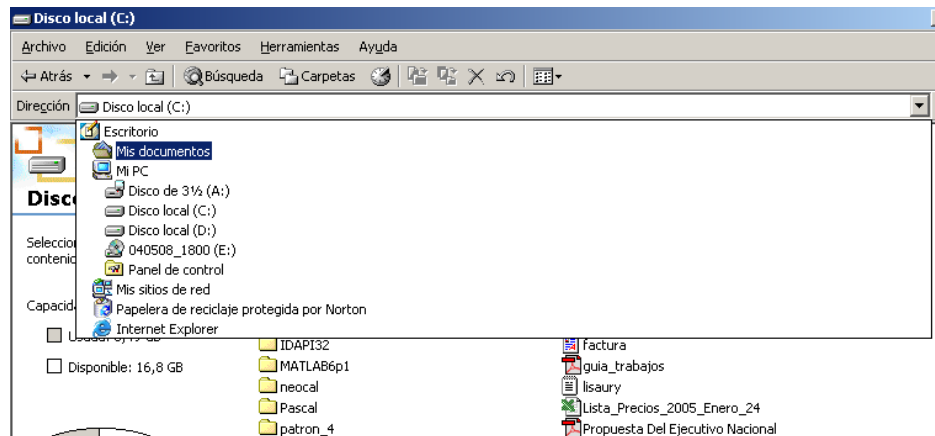 Disco local (C:)
Archivo Edición Ver Favoritos Herramientas Ayuda
Atrás Búsqueda Carpetas
Dirección Disco local (C:)
Escritorio
Mis documentos
Mi PC
Disco de 3½ (A:)
Disco local (C:)
Disco local (D:)
040508_1800 (E:)
Panel de control
Mis sitios de red
Papelera de reciclaje protegida por Norton
Internet Explorer
Disco
Seleccion
contenid
Capacida
Disponible: 16,8 GB
IDAPI32
MATLAB6p1
neocal
Pascal
patron_4
factura
guia_trabajos
lisaury
Lista_Precios_2005_Enero_24
Propuesta Del Ejecutivo Nacional